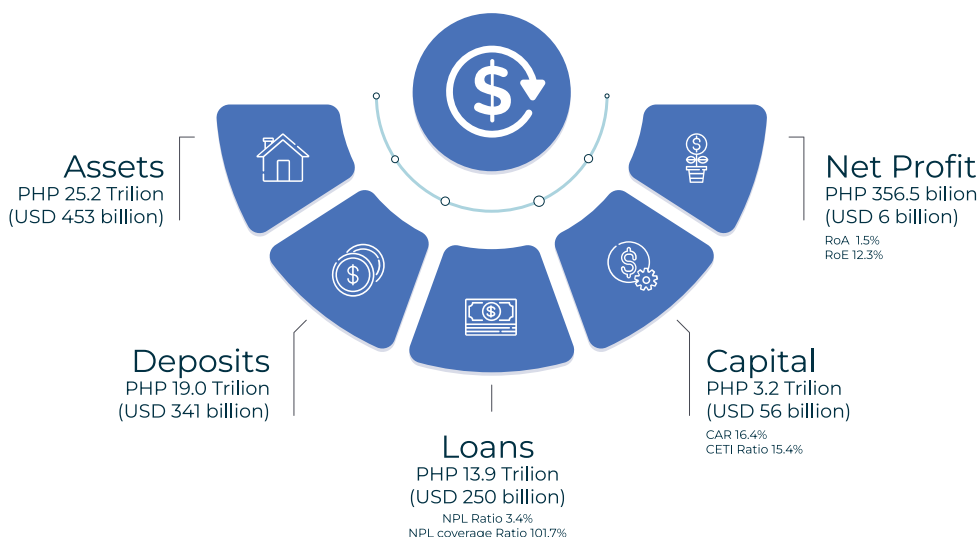 Assets
PHP 25.2 Trilion
(USD 453 billion)
Deposits
PHP 19.0 Trilion
(USD 341 billion)
Loans
PHP 13.9 Trilion
(USD 250 billion)
NPL Ratio 3.4%
NPL coverage Ratio 101.7%
Capital
PHP 3.2 Trilion
(USD 56 billion)
CAR 16.4%
CETI Ratio 15.4%
Net Profit
PHP 356.5 bilion
(USD 6 billion)
RoA 1.5%
RoE 12.3%